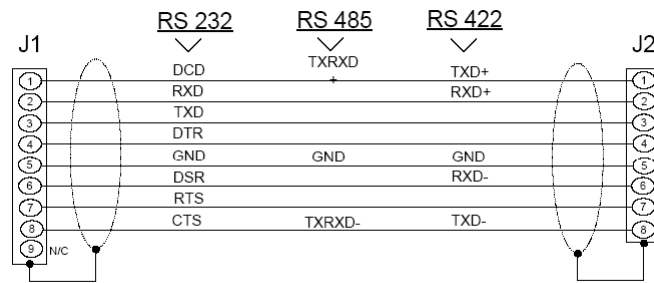 RS 232 RS 485 RS 422
J1 J2
DCD TXRXD TXD+
+
1 1
RXD RXD+
2 2
TXD
3 3
DTR
4 4
GND GND GND
5 5
DSR RXD-
6 6
RTS
7 7
CTS TXRXD- TXD-
8 8
9 N/C